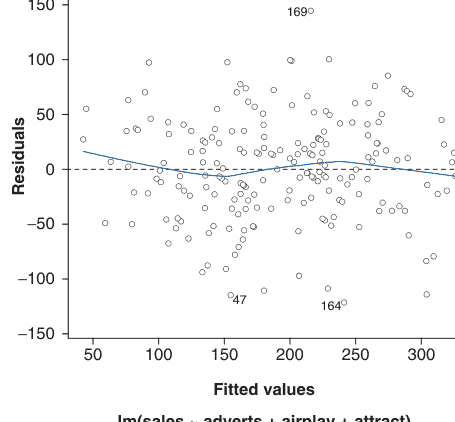 150
169
100
50
Residuals
0
−50
−100
47
164
−150
50 100 150 200 250 300
Fitted values
lm(sales ~ adverts + airplay + attract)